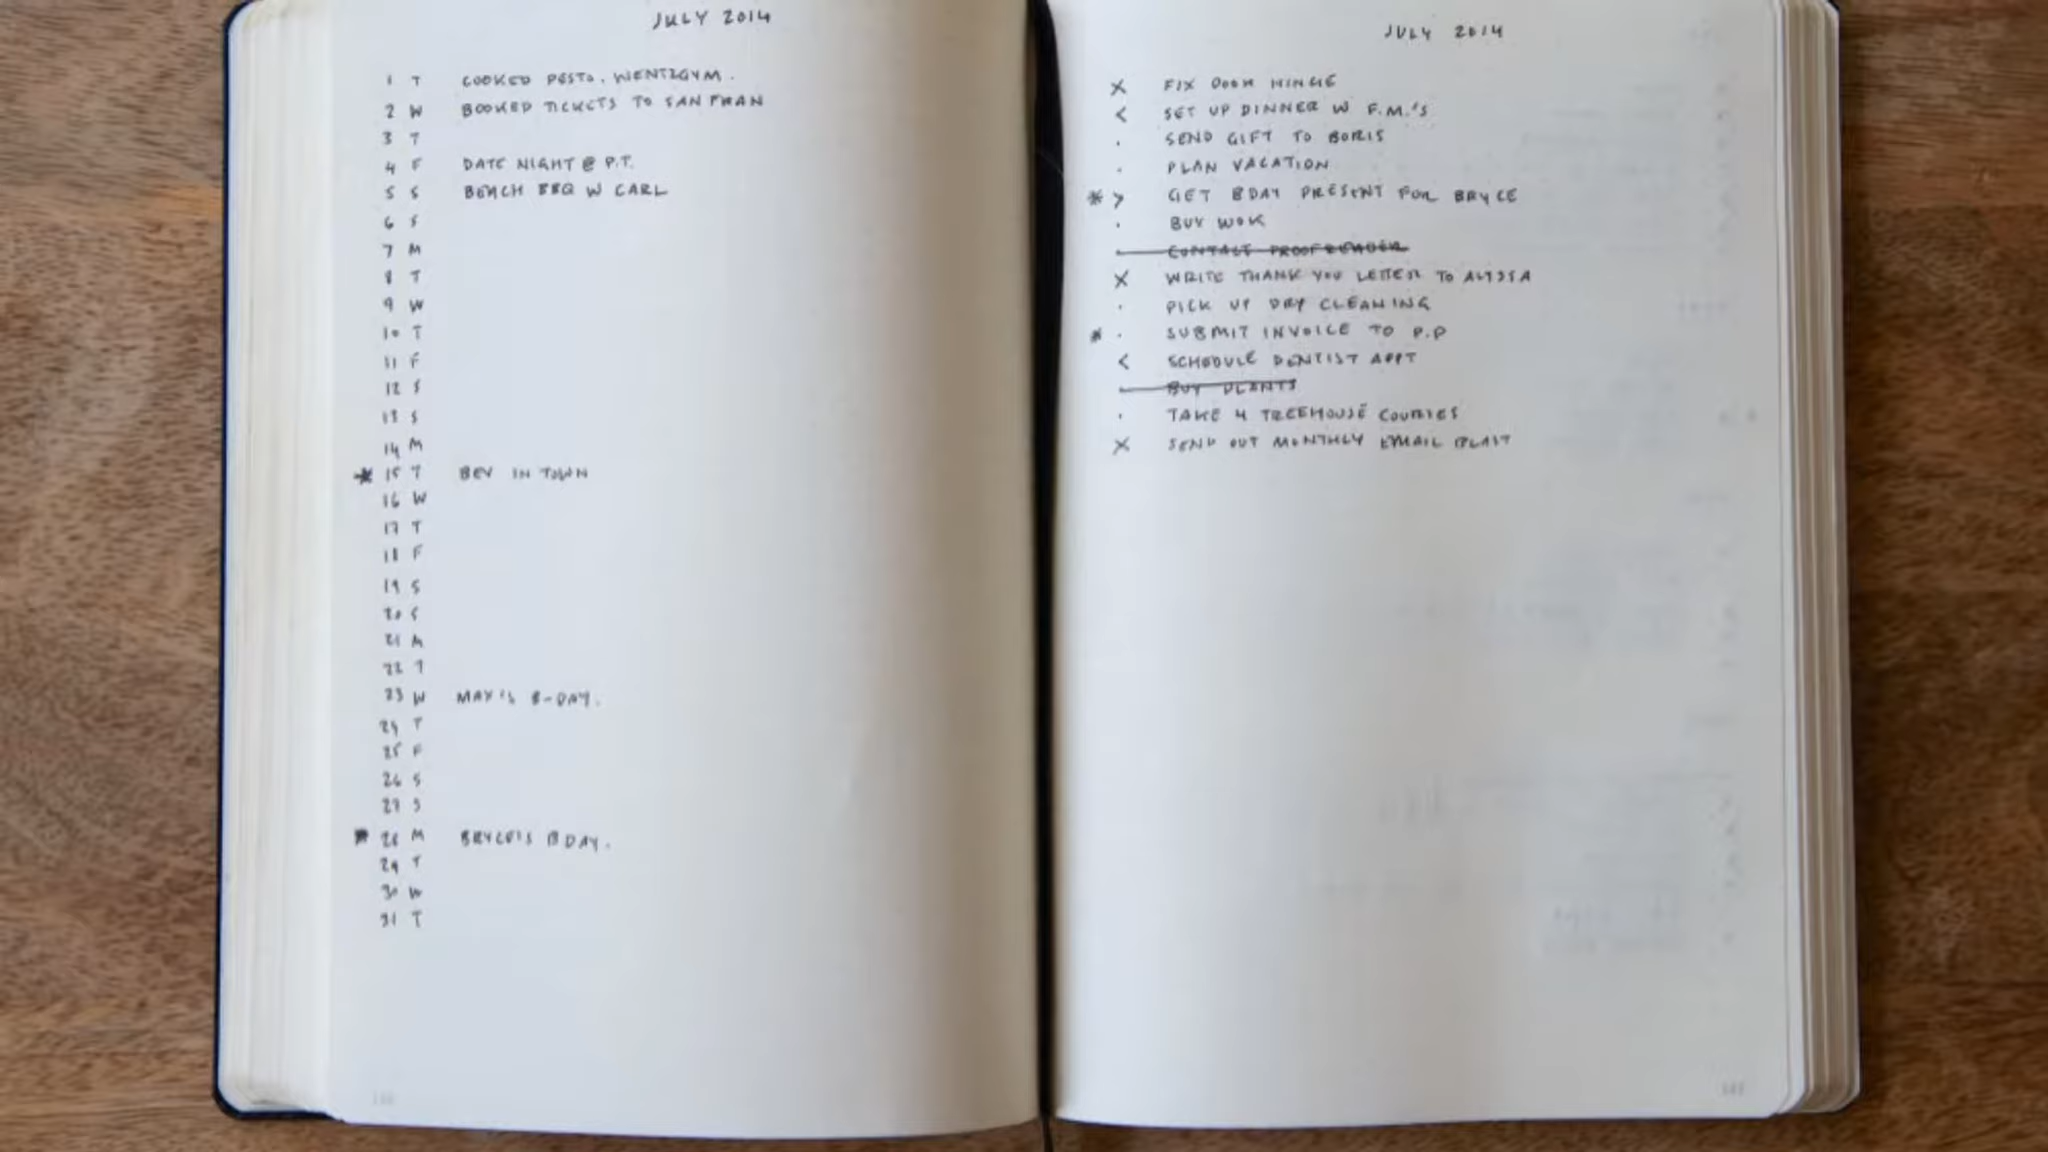 JULY 2014
1 T COOKED PESTO. WENT2GYM.
2 W BOOKED TICKETS TO SAN FRAN
3 T
4 F DATE NIGHT @ P.T.
5 S BEACH BBQ W CARL
6 S
7 M
8 T
9 W
10 T
11 F
12 S
13 S
14 M
* 15 T BEV IN TOWN
16 W
17 T
18 F
19 S
20 S
21 M
22 T
23 W MAX'S B-DAY.
24 T
25 F
26 S
27 S
* 28 M BRYCE'S BDAY.
29 T
30 W
31 T
JULY 2014
X FIX DOOR HINGE
< SET UP DINNER W F.M.'S
· SEND GIFT TO BORIS
· PLAN VACATION
* > GET BDAY PRESENT FOR BRYCE
· BUY WOK
· CONTACT PROOFREADER
X WRITE THANK YOU LETTER TO ALYSSA
· PICK UP DRY CLEANING
* · SUBMIT INVOICE TO P.P
< SCHEDULE DENTIST APPT
· BUY PLANTS
· TAKE 4 TREEHOUSE COURSES
X SEND OUT MONTHLY EMAIL BLAST